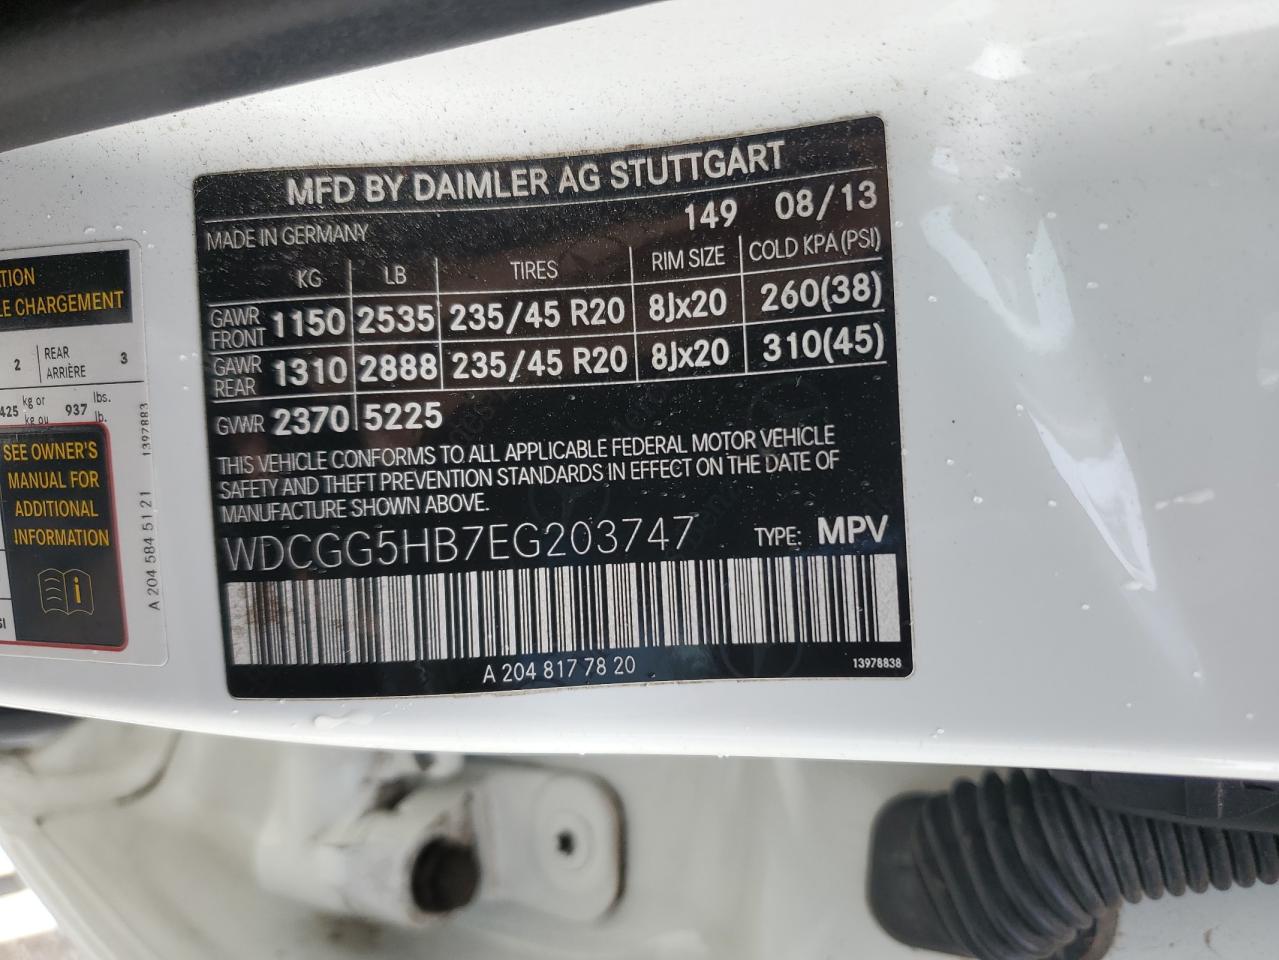 MFD BY DAIMLER AG STUTTGART
MADE IN GERMANY 149 08/13
KG LB TIRES RIM SIZE COLD KPA(PSI)
GAWR FRONT 1150 2535 235/45 R20 8Jx20 260(38)
GAWR REAR 1310 2888 235/45 R20 8Jx20 310(45)
GVWR 2370 5225
THIS VEHICLE CONFORMS TO ALL APPLICABLE FEDERAL MOTOR VEHICLE
SAFETY AND THEFT PREVENTION STANDARDS IN EFFECT ON THE DATE OF
MANUFACTURE SHOWN ABOVE.
WDCGG5HB7EG203747 TYPE: MPV
A 204 817 78 20 13978838
LE CHARGEMENT
2 REAR 3
ARRIÈRE
425 kg or 937 lbs.
kg ou lb.
SEE OWNER'S
MANUAL FOR
ADDITIONAL
INFORMATION
A 204 584 51 21 1397883